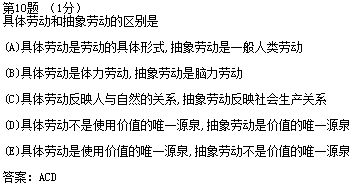 第10题 （1分）
具体劳动和抽象劳动的区别是
(A)具体劳动是劳动的具体形式,抽象劳动是一般人类劳动
(B)具体劳动是体力劳动,抽象劳动是脑力劳动
(C)具体劳动反映人与自然的关系,抽象劳动反映社会生产关系
(D)具体劳动不是使用价值的唯一源泉,抽象劳动是价值的唯一源泉
(E)具体劳动是使用价值的唯一源泉,抽象劳动不是价值的唯一源泉
答案：ACD